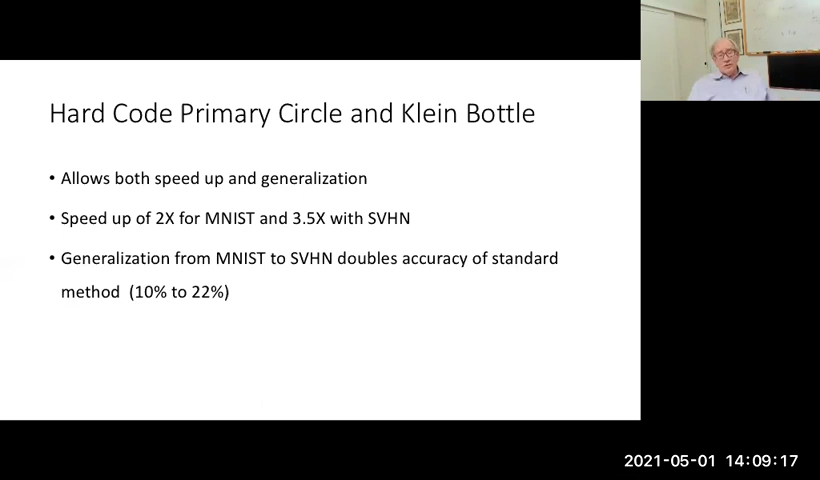 Hard Code Primary Circle and Klein Bottle
• Allows both speed up and generalization
• Speed up of 2X for MNIST and 3.5X with SVHN
• Generalization from MNIST to SVHN doubles accuracy of standard
method (10% to 22%)
2021-05-01 14:09:17